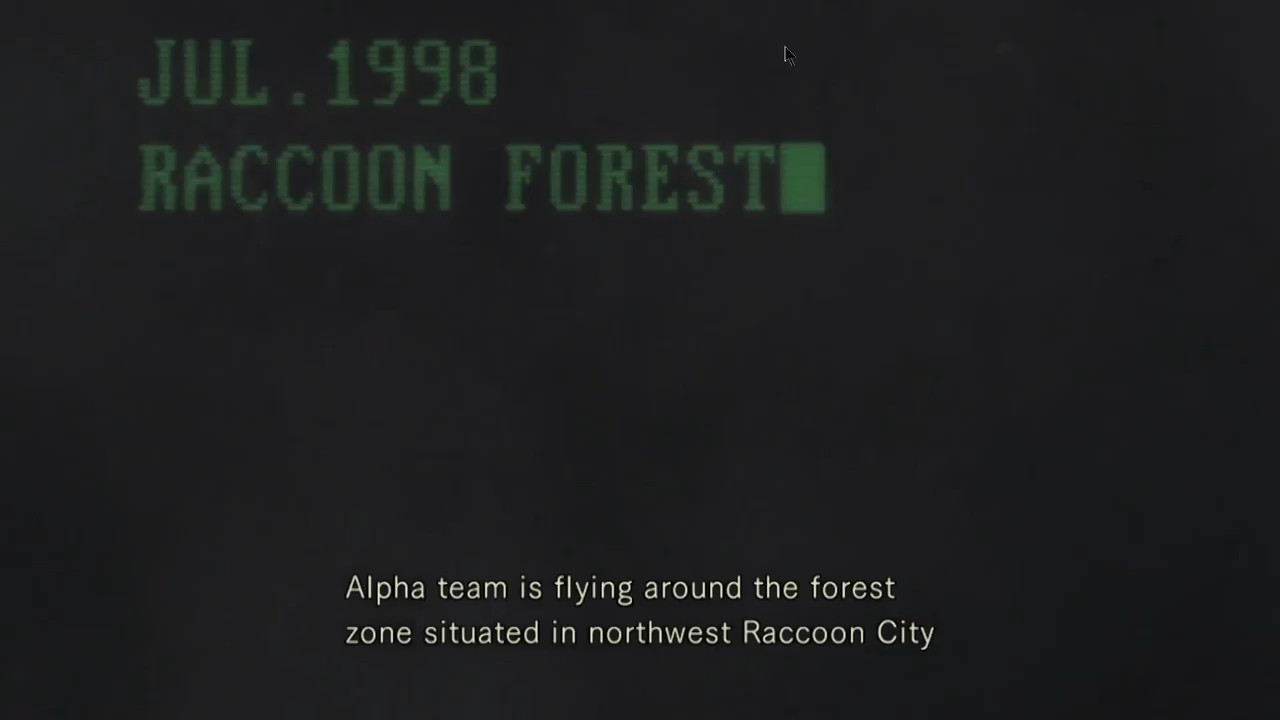 JUL.1998
RACCOON FOREST
Alpha team is flying around the forest
zone situated in northwest Raccoon City